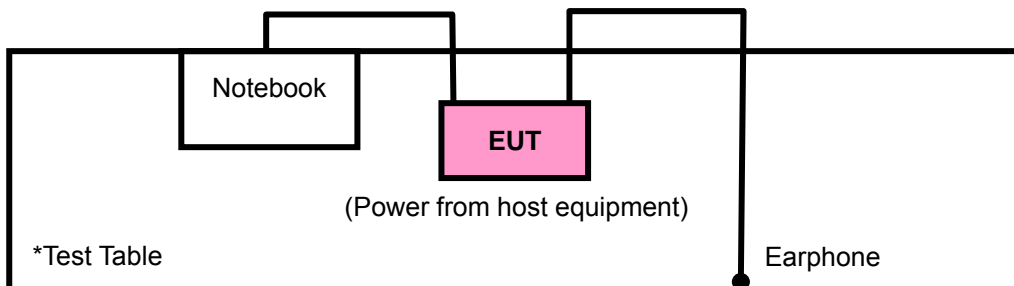 Notebook
EUT
(Power from host equipment)
*Test Table
Earphone